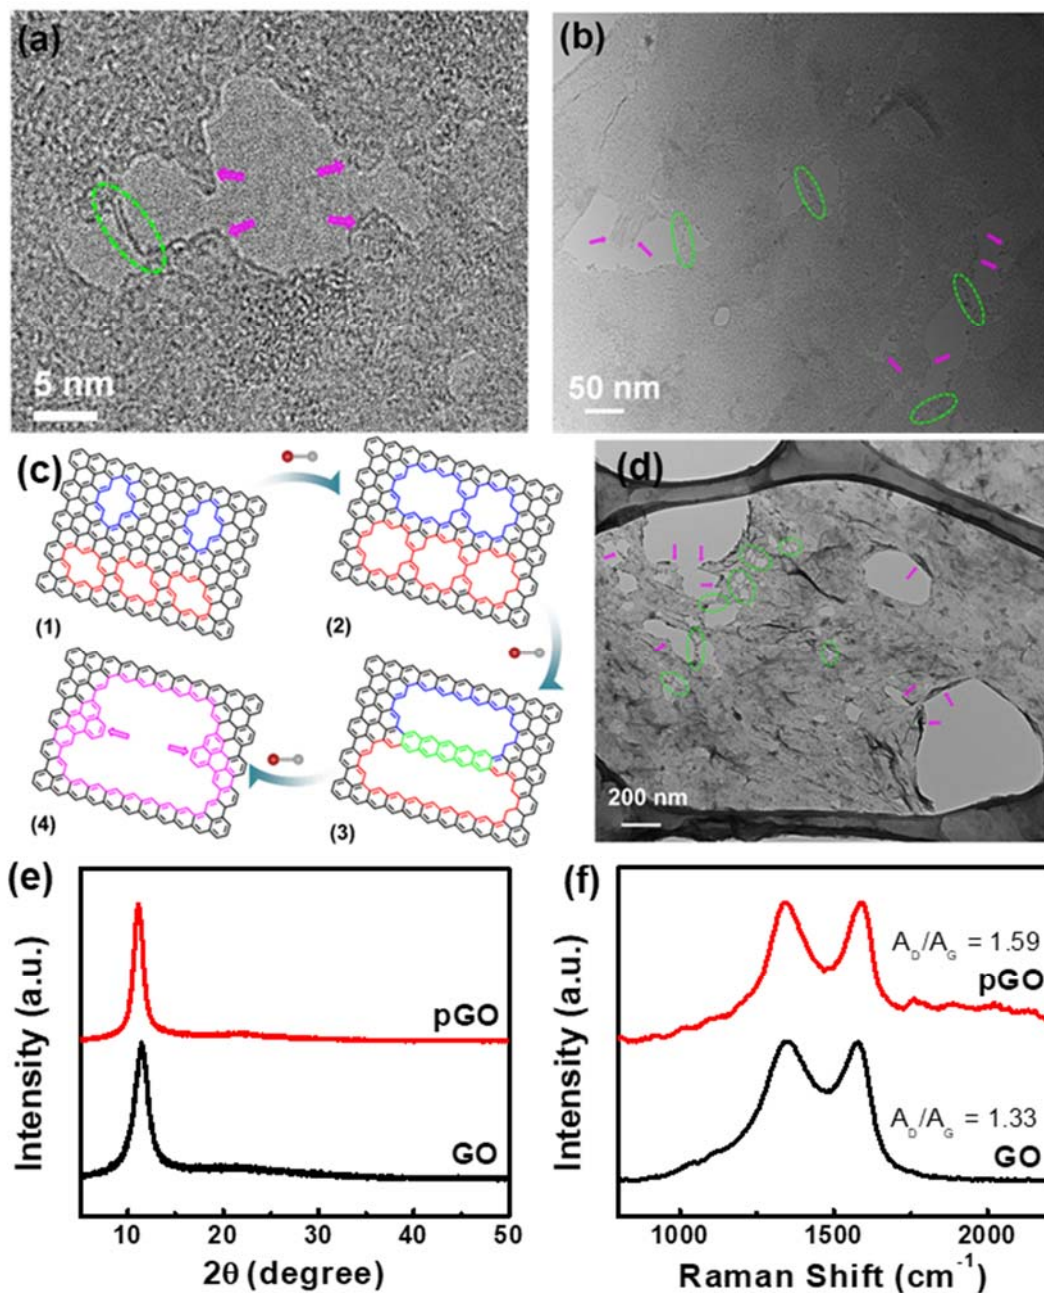 (a)
5 nm
(b)
50 nm
(c)
(1)
(2)
(3)
(4)
(d)
200 nm
(e)
Intensity (a.u.)
pGO
GO
10 20 30 40 50
2θ (degree)
(f)
Intensity (a.u.)
A_D/A_G = 1.59
pGO
A_D/A_G = 1.33
GO
1000 1500 2000
Raman Shift (cm⁻¹)